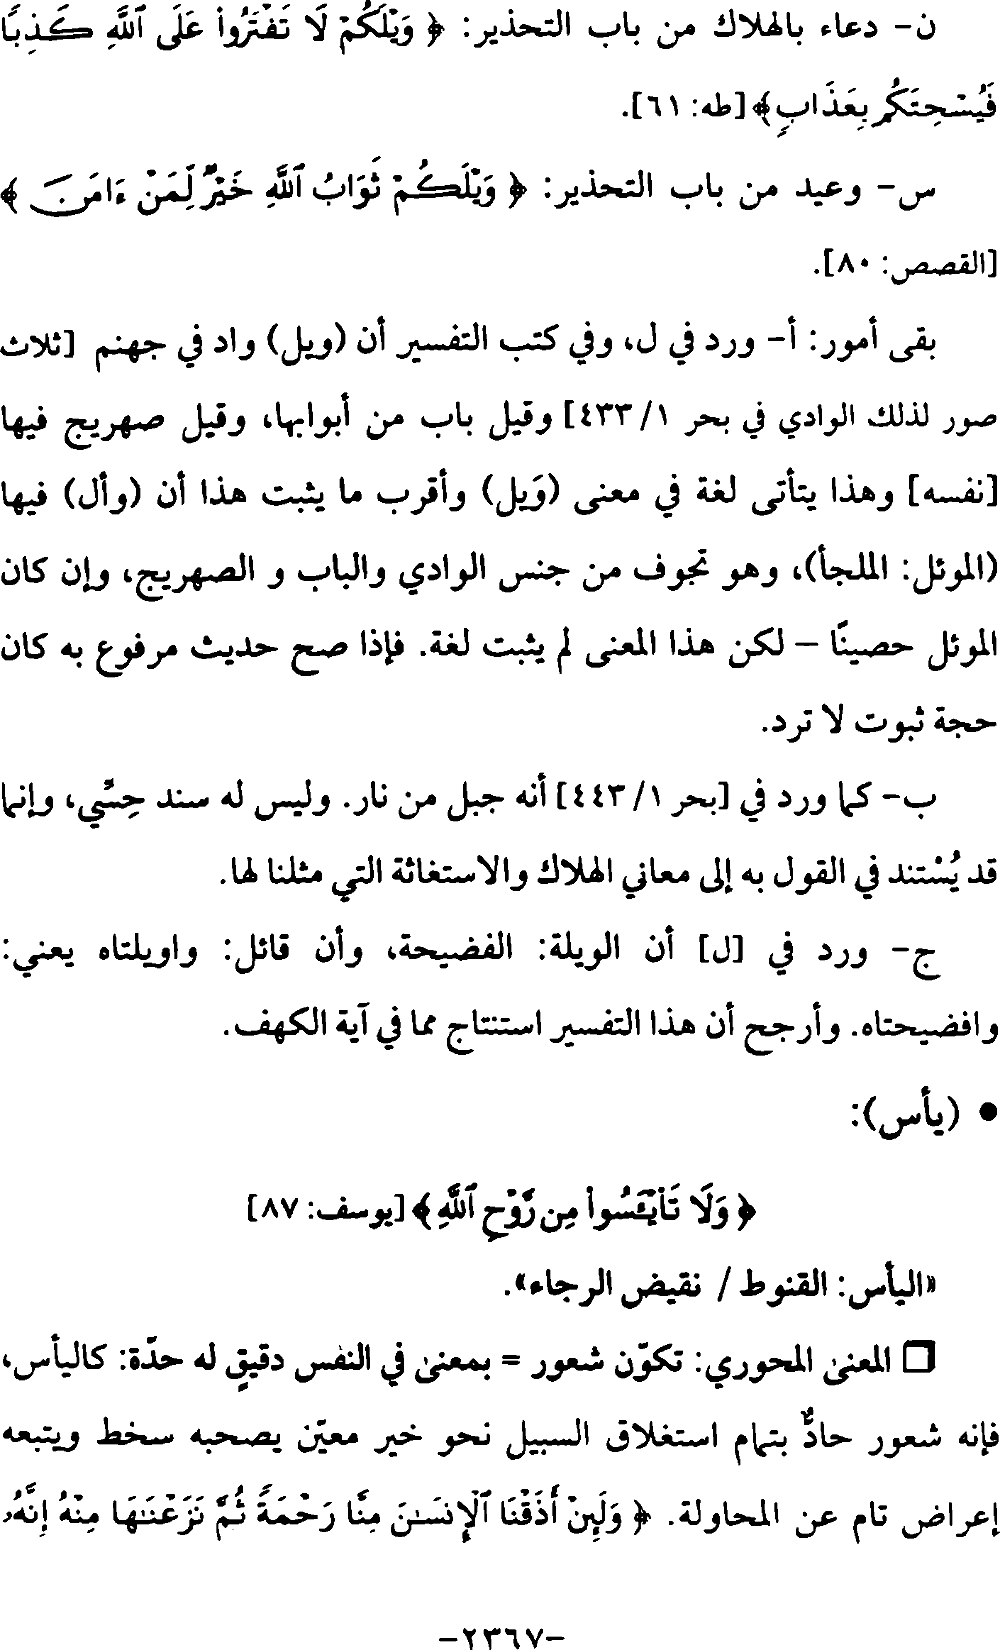 ن- دعاء بالهلاك من باب التحذير: ﴿ وَيْلَكُمْ لَا تَفْتَرُوا۟ عَلَى ٱللَّهِ كَذِبًا
فَيُسْحِتَكُم بِعَذَابٍ﴾ [طه: ٦١].
س- وعيد من باب التحذير: ﴿ وَيْلَكُمْ ثَوَابُ ٱللَّهِ خَيْرٌ لِّمَنْ ءَامَنَ ﴾
[القصص: ٨٠].
بقى أمور: أ- ورد في ل، وفي كتب التفسير أن (ويل) واد في جهنم [ثلاث
صور لذلك الوادي في بحر ١/ ٤٣٣] وقيل باب من أبوابها، وقيل صهريج فيها
[نفسه] وهذا يتأتى لغة في معنى (وَيل) وأقرب ما يثبت هذا أن (وأل) فيها
(الموئل: الملجأ)، وهو تجوف من جنس الوادي والباب و الصهريج، وإن كان
الموئل حصينًا – لكن هذا المعنى لم يثبت لغة. فإذا صح حديث مرفوع به كان
حجة ثبوت لا ترد.
ب- كما ورد في [بحر ١/ ٤٤٣] أنه جبل من نار. وليس له سند حِسِّي، وإنما
قد يُسْتند في القول به إلى معاني الهلاك والاستغاثة التي مثلنا لها.
ج- ورد في [ل] أن الويلة: الفضيحة، وأن قائل: واويلتاه يعني:
وافضيحتاه. وأرجح أن هذا التفسير استنتاج مما في آية الكهف.
• (يأس):
﴿ وَلَا تَا۟يْـَٔسُوا۟ مِن رَّوْحِ ٱللَّهِ ﴾ [يوسف: ٨٧]
«اليأس: القنوط / نقيض الرجاء».
❒ المعنى المحوري: تكوّن شعور = بمعنىً في النفس دقيقٍ له حدّة: كاليأس،
فإنه شعور حادٌّ بتمام استغلاق السبيل نحو خير معيّن يصحبه سخط ويتبعه
إعراض تام عن المحاولة. ﴿ وَلَئِنْ أَذَقْنَا ٱلْإِنسَـٰنَ مِنَّا رَحْمَةً ثُمَّ نَزَعْنَـٰهَا مِنْهُ إِنَّهُۥ
-٢٣٦٧-